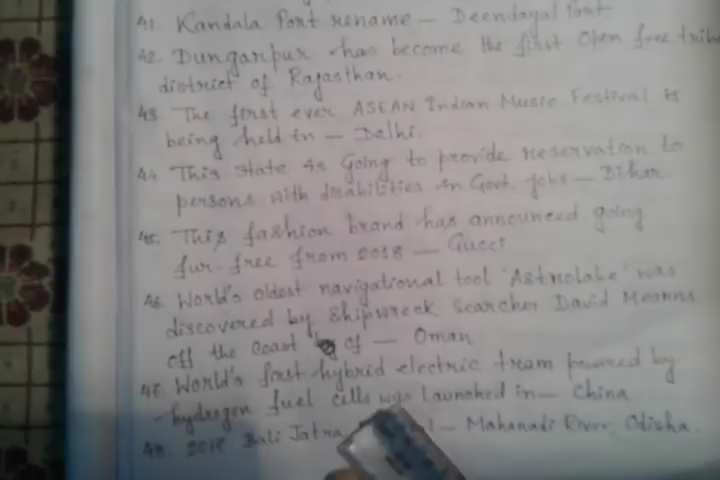 41. Kandala Port rename — Deendayal Port.
42. Dungarpur has become the first Open free tribe
district of Rajasthan.
43. The first ever ASEAN Indian Music Festival is
being held in — Delhi.
44. This state is Going to provide reservation to
persons with disabilities in Govt. jobs — Bihar
45. This fashion brand has announced going
fur-free from 2018 — Gucci
46. World's oldest navigational tool 'Astrolabe' was
discovered by shipwreck searcher David Mearns
off the coast of — Oman
47. World's first hybrid electric tram powered by
hydrogen fuel cells was launched in — China
48. 2018 Bali Jatra — Mahanadi River, Odisha.